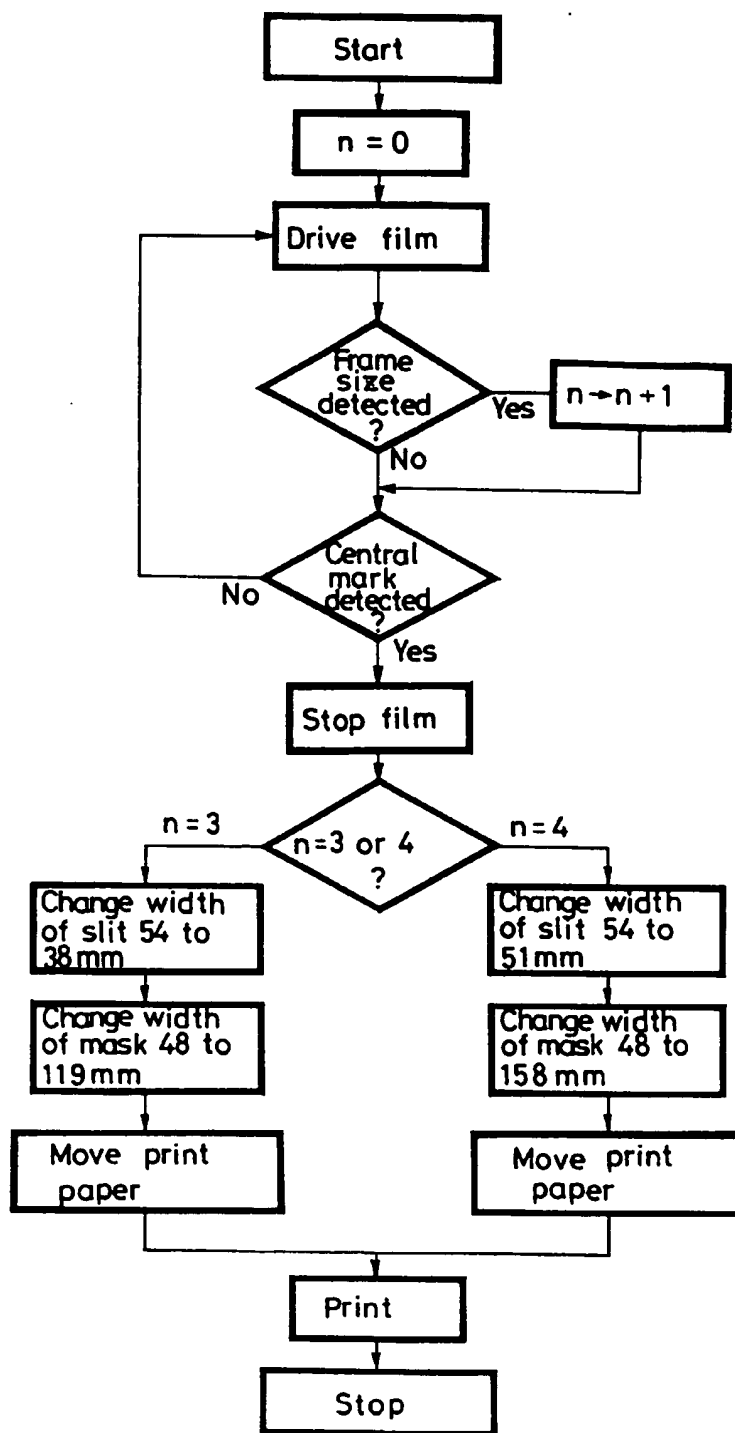 Start
n = 0
Drive film
Frame
size
detected
?
Yes
n→n+1
No
Central
mark
detected
?
No
Yes
Stop film
n=3
n=3 or 4
?
n=4
Change width
of slit 54 to
38mm
Change width
of slit 54 to
51mm
Change width
of mask 48 to
119mm
Change width
of mask 48 to
158mm
Move print
paper
Move print
paper
Print
Stop